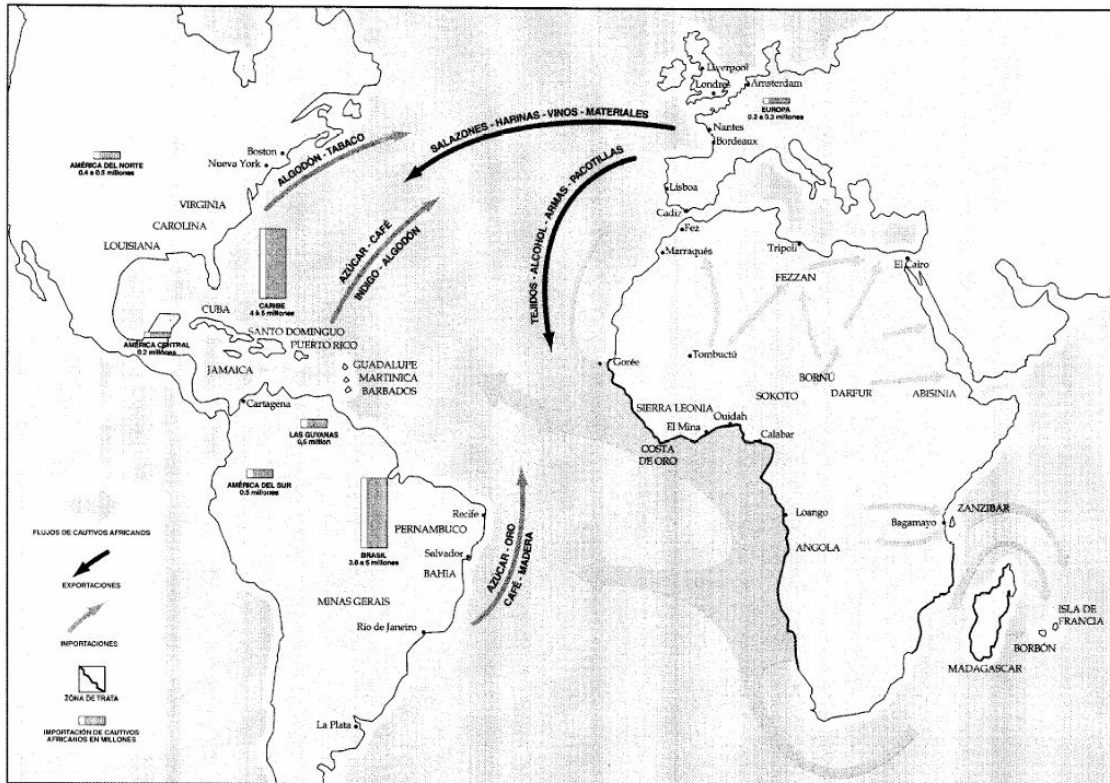 AMÉRICA DEL NORTE
0.4 a 0.5 millones
Boston
Nueva York
VIRGINIA
CAROLINA
LOUISIANA
ALGODÓN - TABACO
SALAZONES - HARINAS - VINOS - MATERIALES
AZÚCAR - CAFÉ
INDIGO - ALGODÓN
TEJIDOS - ALCOHOL - ARMAS - PACOTILLAS
Liverpool
Londres
Amsterdam
EUROPA
0.2 a 0.3 millones
Nantes
Bordeaux
Lisboa
Cadiz
Fez
Marraqués
Tripoli
FEZZAN
El Cairo
CARIBE
4 à 5 millones
CUBA
AMÉRICA CENTRAL
0.2 millones
SANTO DOMINGUO
PUERTO RICO
JAMAICA
GUADALUPE
MARTINICA
BARBADOS
Cartagena
LAS GUYANAS
0,5 million
AMÉRICA DEL SUR
0.5 millones
BRASIL
3.6 a 5 millones
Recife
PERNAMBUCO
Salvador
BAHIA
MINAS GERAIS
Rio de Janeiro
La Plata
AZÚCAR - ORO
CAFÉ - MADERA
Gorée
Tombuctú
BORNÚ
SOKOTO
DARFUR
ABISINIA
SIERRA LEONIA
El Mina
Ouidah
Calabar
COSTA
DE ORO
Loango
ANGOLA
Bagamayo
ZANZIBAR
ISLA DE
FRANCIA
BORBÓN
MADAGASCAR
FLUJOS DE CAUTIVOS AFRICANOS
EXPORTACIONES
IMPORTACIONES
ZONA DE TRATA
IMPORTACIÓN DE CAUTIVOS
AFRICANOS EN MILLONES